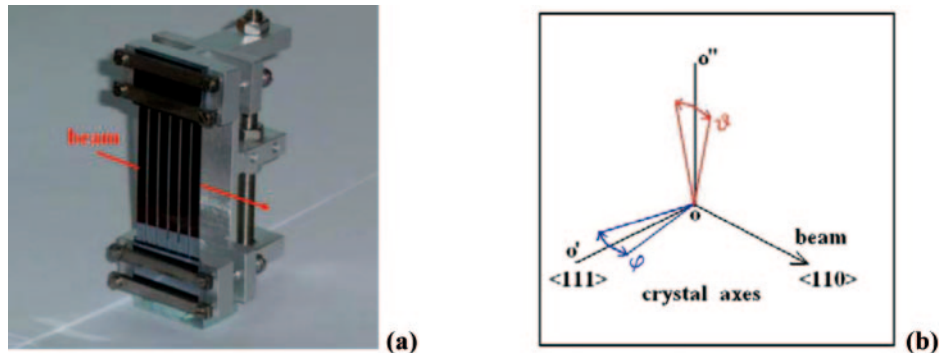 beam
(a)
o"
ϑ
o
beam
o'
φ
<111>
<110>
crystal axes
(b)